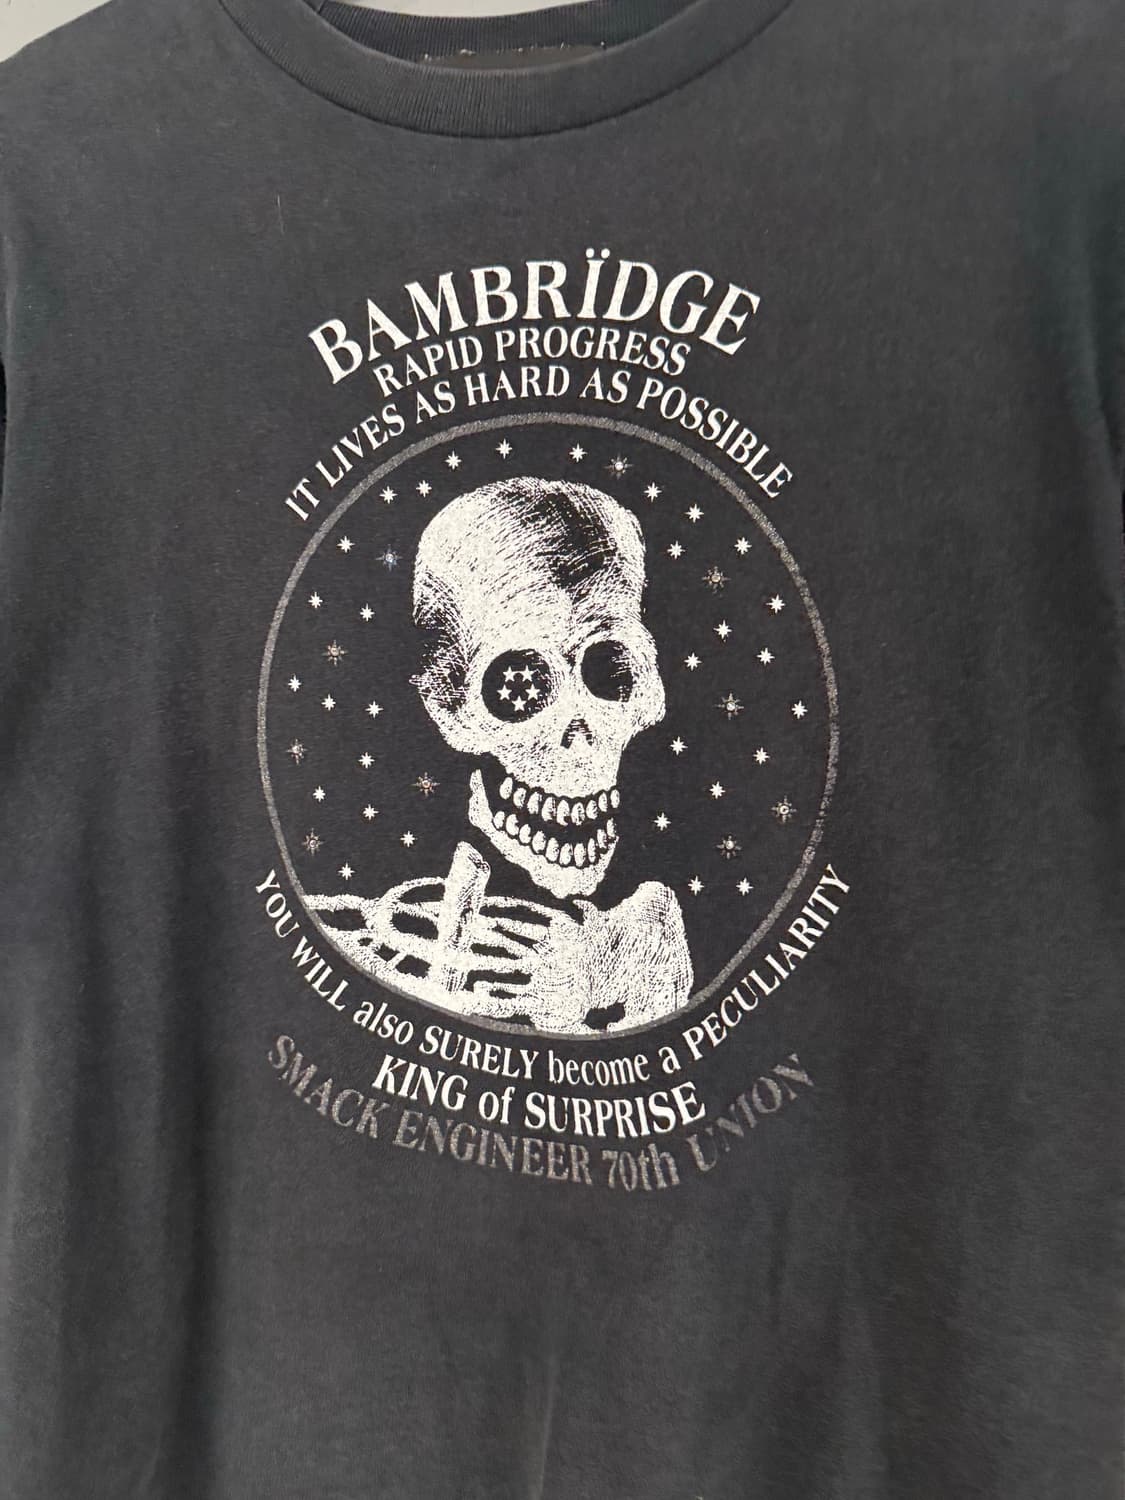 BAMBRÏDGE
RAPID PROGRESS
IT LIVES AS HARD AS POSSIBLE
YOU WILL also SURELY become a PECULIARITY
KING of SURPRISE
SMACK ENGINEER 70th UNION